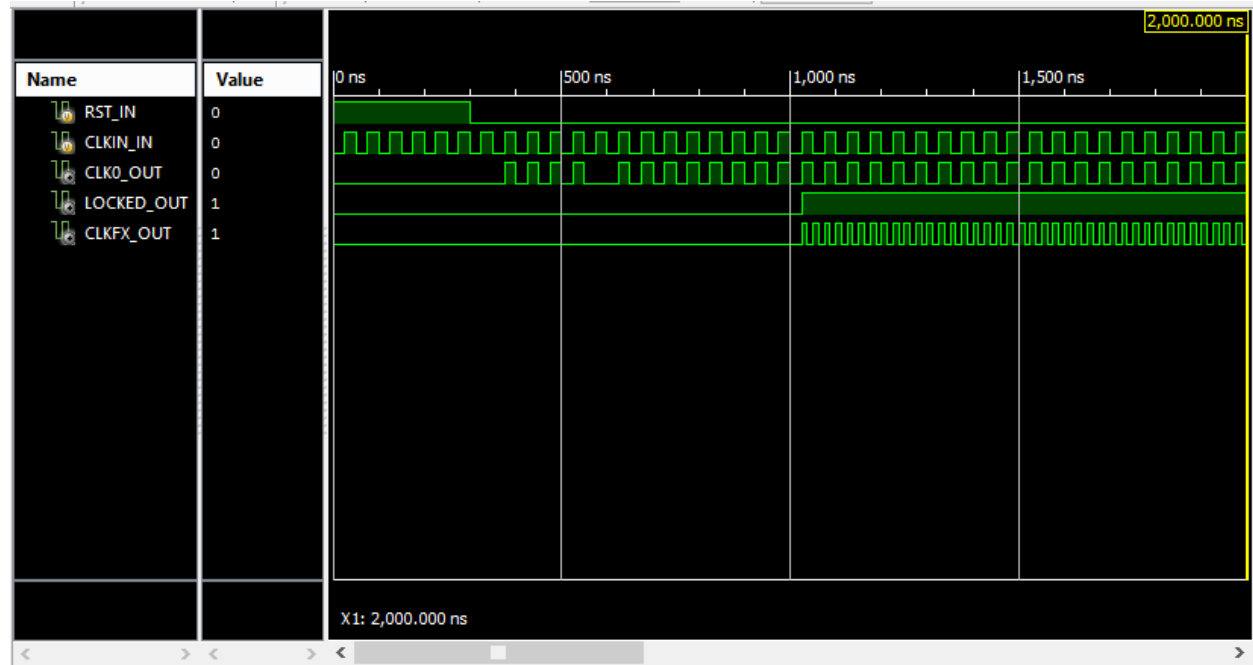 2,000.000 ns
Name Value 0 ns 500 ns 1,000 ns 1,500 ns
RST_IN 0
CLKIN_IN 0
CLK0_OUT 0
LOCKED_OUT 1
CLKFX_OUT 1
X1: 2,000.000 ns